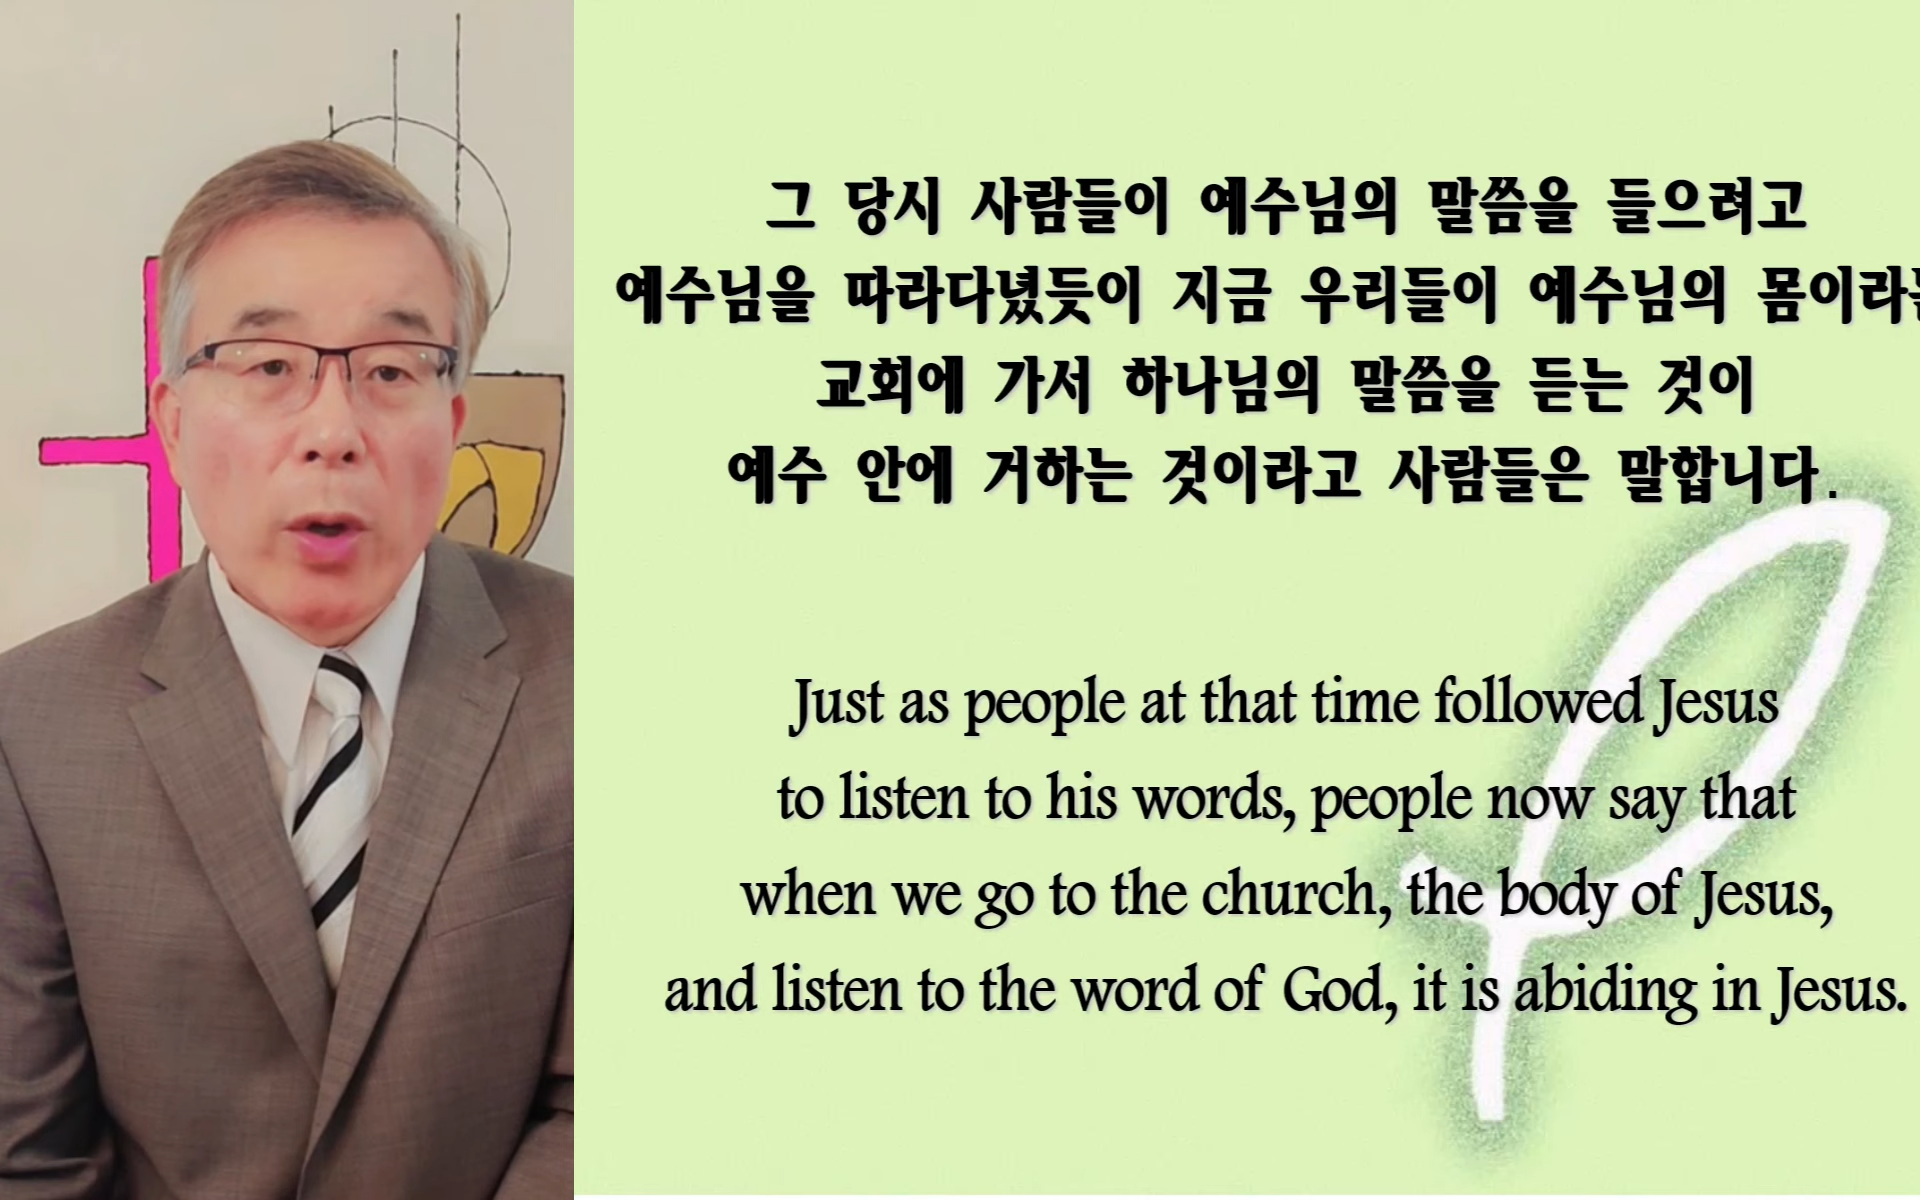 그 당시 사람들이 예수님의 말씀을 들으려고
예수님을 따라다녔듯이 지금 우리들이 예수님의 몸이라는
교회에 가서 하나님의 말씀을 듣는 것이
예수 안에 거하는 것이라고 사람들은 말합니다.
Just as people at that time followed Jesus
to listen to his words, people now say that
when we go to the church, the body of Jesus,
and listen to the word of God, it is abiding in Jesus.